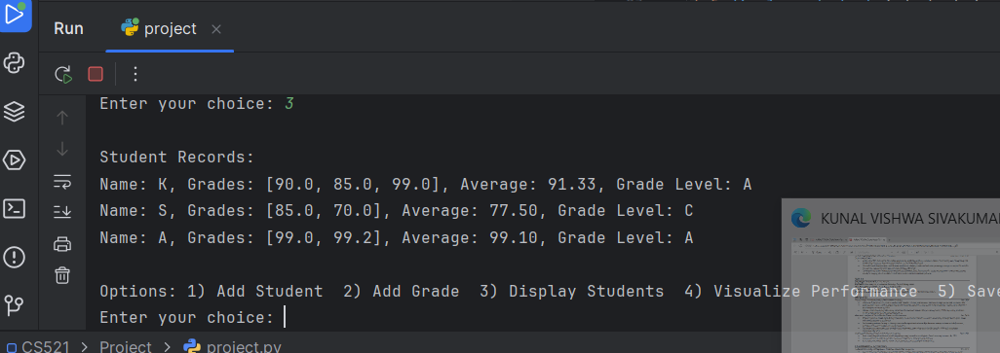 Run project
Enter your choice: 3
Student Records:
Name: K, Grades: [90.0, 85.0, 99.0], Average: 91.33, Grade Level: A
Name: S, Grades: [85.0, 70.0], Average: 77.50, Grade Level: C
Name: A, Grades: [99.0, 99.2], Average: 99.10, Grade Level: A
KUNAL VISHWA SIVAKUMAR
Options: 1) Add Student 2) Add Grade 3) Display Students 4) Visualize Performance 5) Save
Enter your choice:
CS521 > Project > project.py